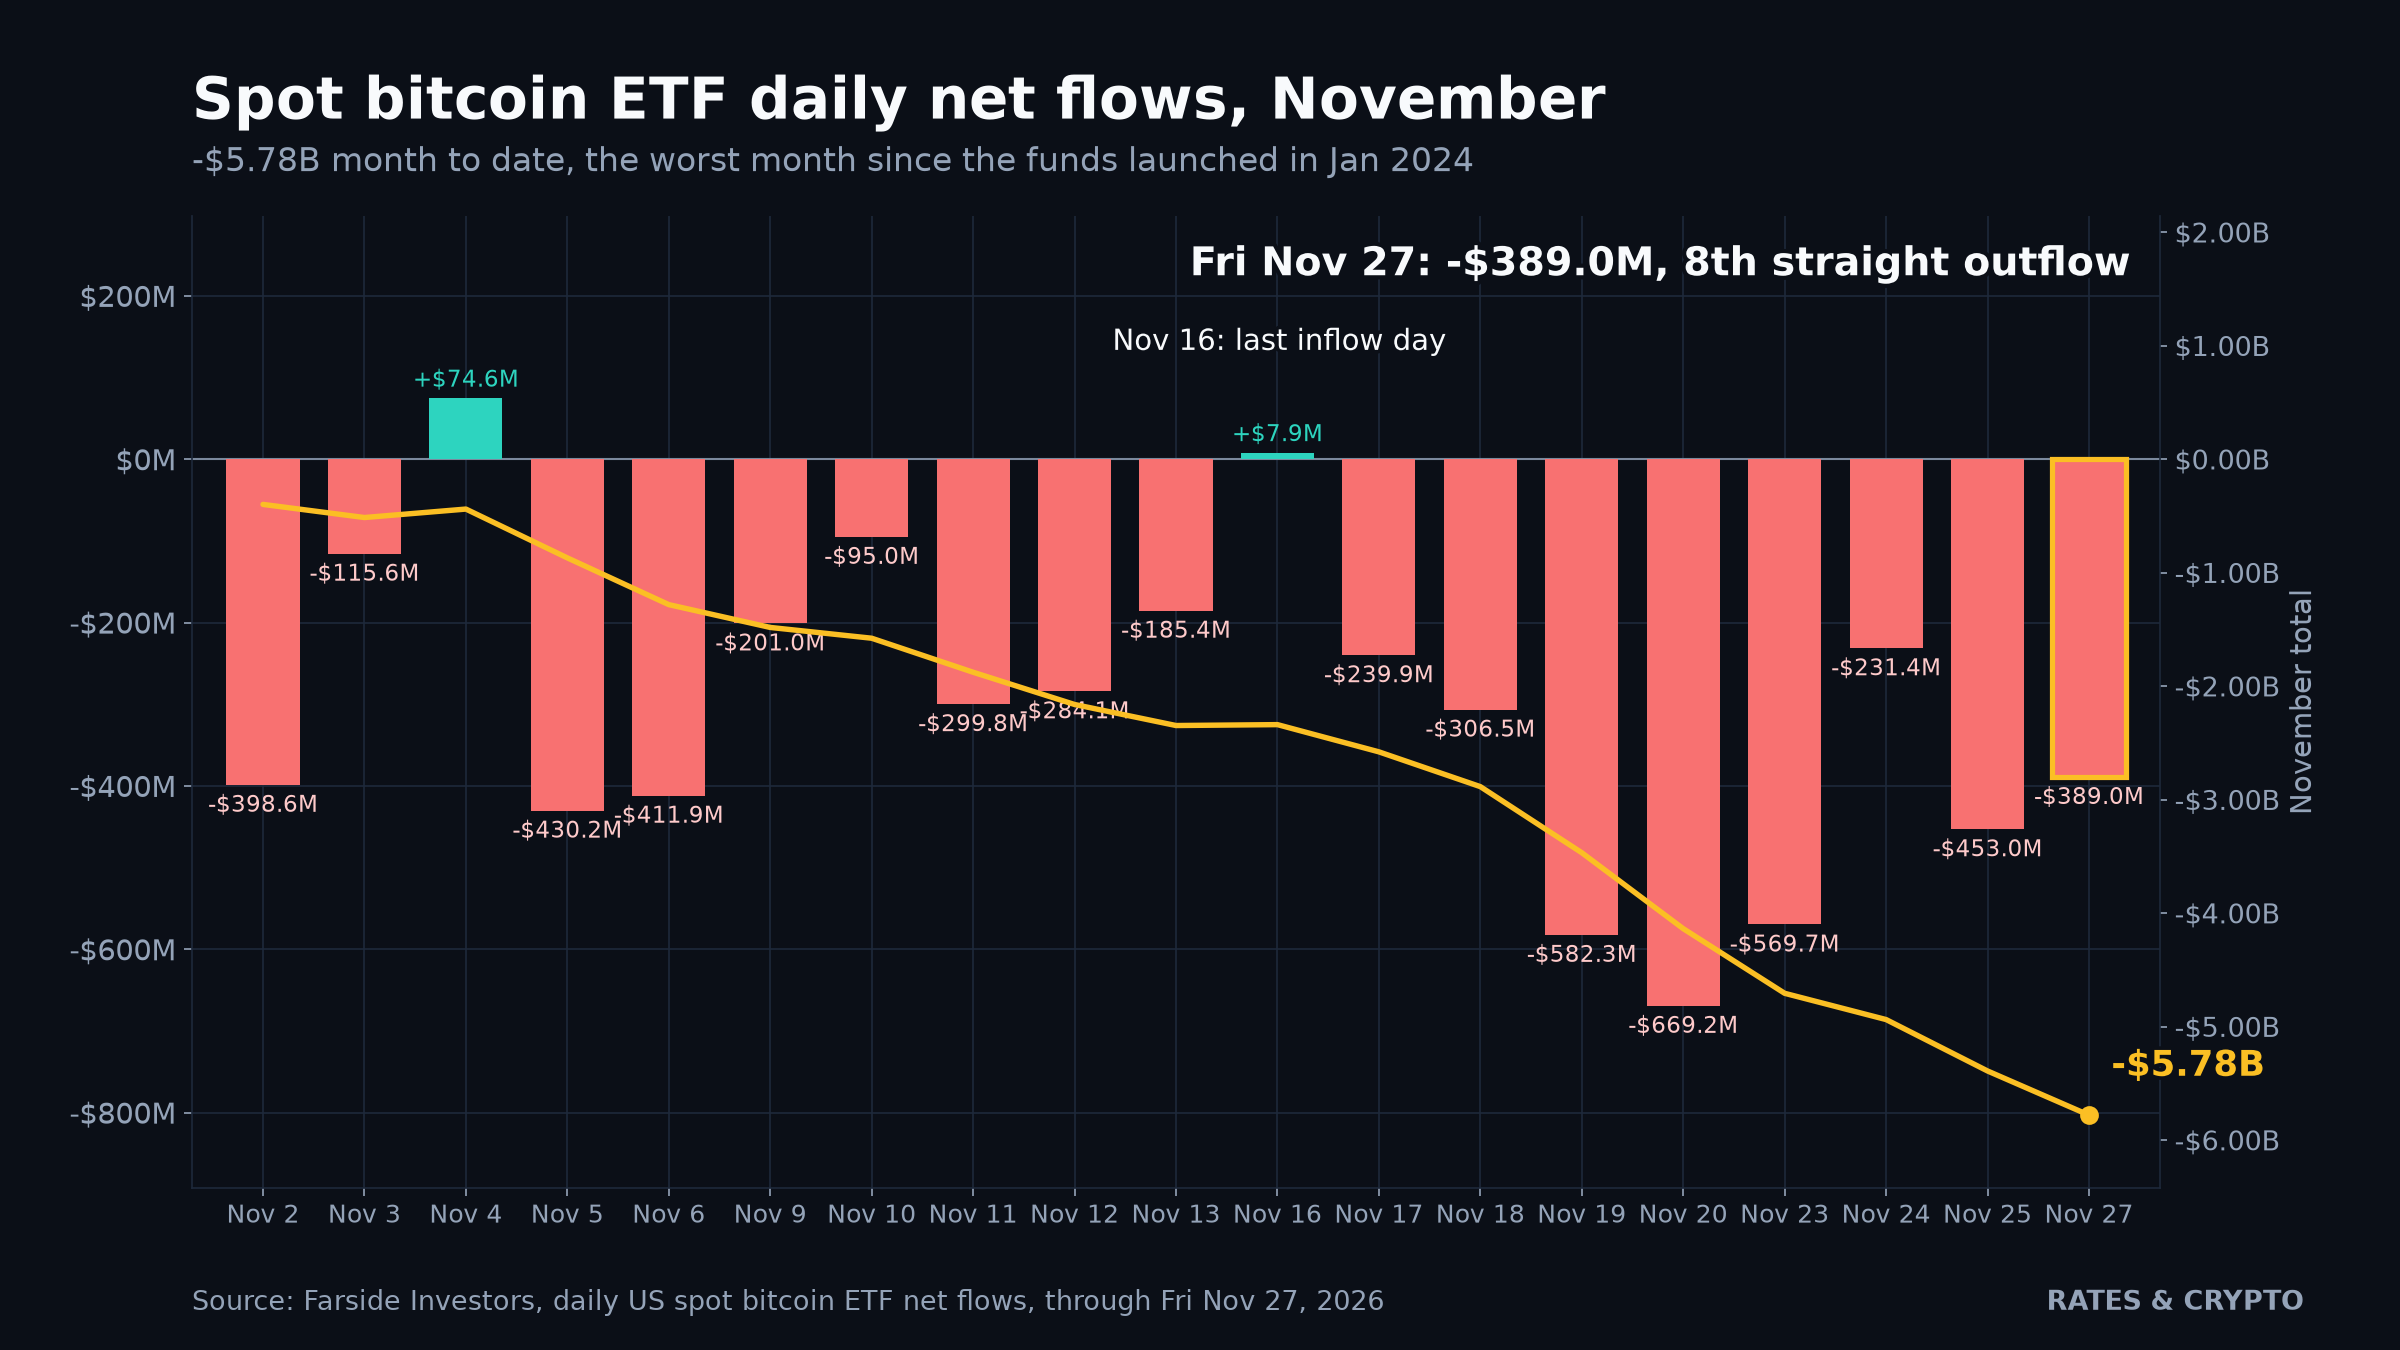 Spot bitcoin ETF daily net flows, November
-$5.78B month to date, the worst month since the funds launched in Jan 2024
Fri Nov 27: -$389.0M, 8th straight outflow
Nov 16: last inflow day
$200M
$0M
-$200M
-$400M
-$600M
-$800M
$2.00B
$1.00B
$0.00B
-$1.00B
-$2.00B
-$3.00B
-$4.00B
-$5.00B
-$6.00B
November total
-$398.6M
-$115.6M
+$74.6M
-$430.2M
-$411.9M
-$201.0M
-$95.0M
-$299.8M
-$284.1M
-$185.4M
+$7.9M
-$239.9M
-$306.5M
-$582.3M
-$669.2M
-$569.7M
-$231.4M
-$453.0M
-$389.0M
-$5.78B
Nov 2 Nov 3 Nov 4 Nov 5 Nov 6 Nov 9 Nov 10 Nov 11 Nov 12 Nov 13 Nov 16 Nov 17 Nov 18 Nov 19 Nov 20 Nov 23 Nov 24 Nov 25 Nov 27
Source: Farside Investors, daily US spot bitcoin ETF net flows, through Fri Nov 27, 2026
RATES & CRYPTO